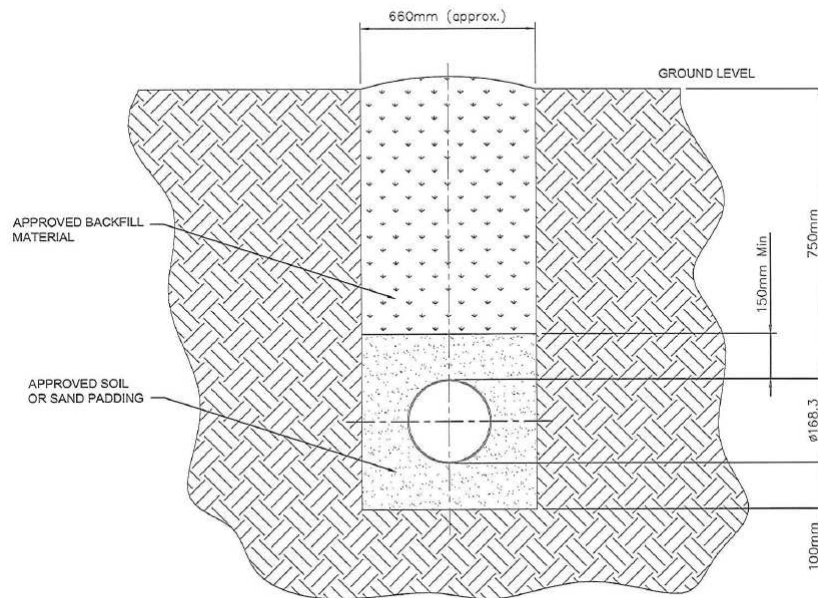 660mm (approx.)
GROUND LEVEL
APPROVED BACKFILL
MATERIAL
750mm
150mm Min
APPROVED SOIL
OR SAND PADDING
ø168.3
100mm